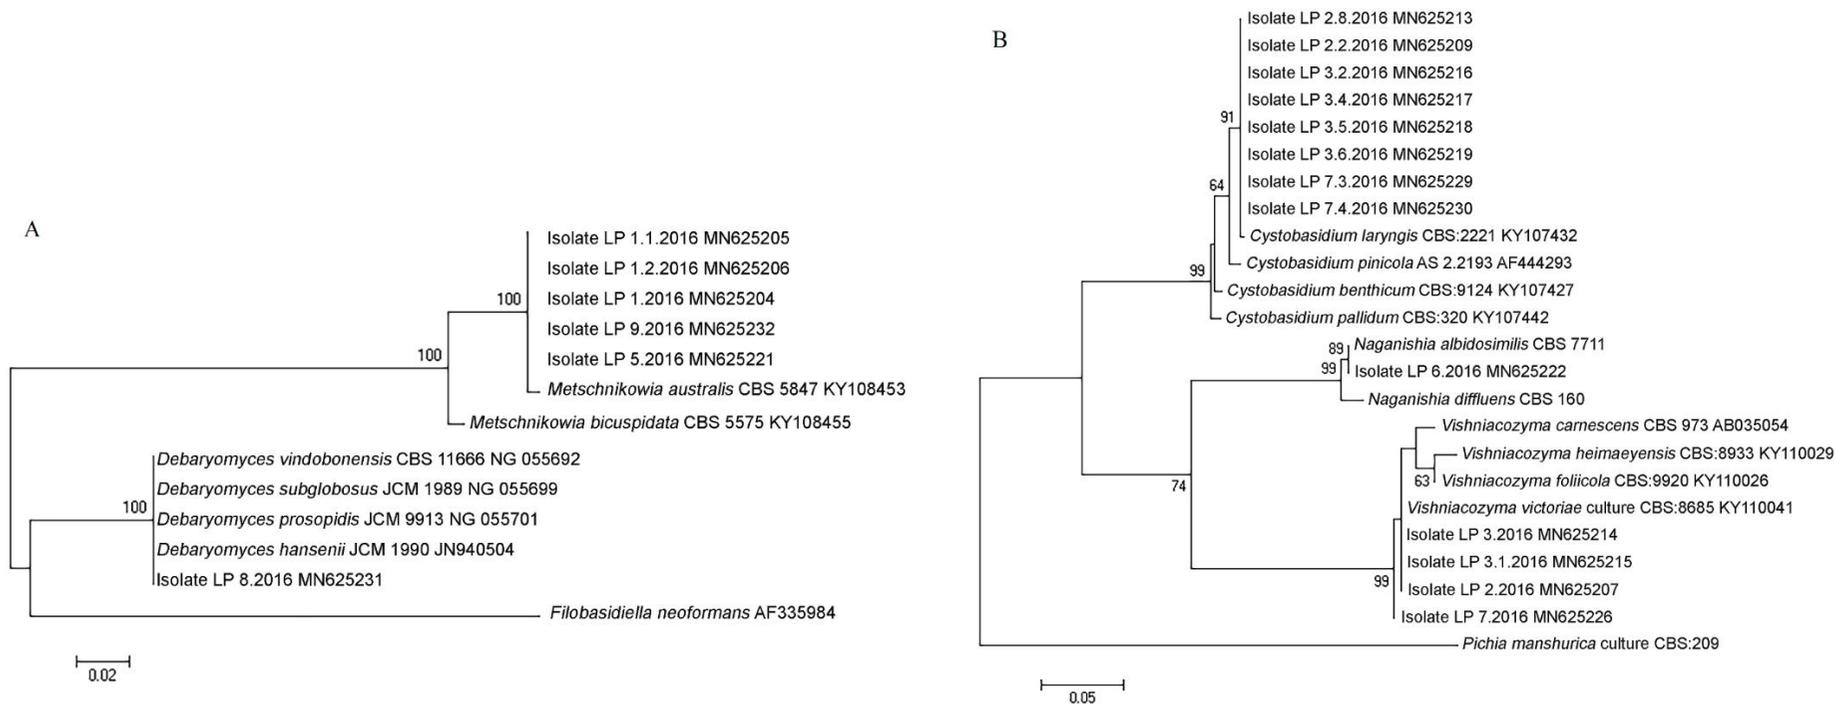 A
Isolate LP 1.1.2016 MN625205
Isolate LP 1.2.2016 MN625206
100
Isolate LP 1.2016 MN625204
Isolate LP 9.2016 MN625232
100
Isolate LP 5.2016 MN625221
Metschnikowia australis CBS 5847 KY108453
Metschnikowia bicuspidata CBS 5575 KY108455
Debaryomyces vindobonensis CBS 11666 NG 055692
Debaryomyces subglobosus JCM 1989 NG 055699
100
Debaryomyces prosopidis JCM 9913 NG 055701
Debaryomyces hansenii JCM 1990 JN940504
Isolate LP 8.2016 MN625231
Filobasidiella neoformans AF335984
0.02
B
Isolate LP 2.8.2016 MN625213
Isolate LP 2.2.2016 MN625209
Isolate LP 3.2.2016 MN625216
Isolate LP 3.4.2016 MN625217
91
Isolate LP 3.5.2016 MN625218
Isolate LP 3.6.2016 MN625219
64
Isolate LP 7.3.2016 MN625229
Isolate LP 7.4.2016 MN625230
Cystobasidium laryngis CBS:2221 KY107432
Cystobasidium pinicola AS 2.2193 AF444293
99
Cystobasidium benthicum CBS:9124 KY107427
Cystobasidium pallidum CBS:320 KY107442
89
Naganishia albidosimilis CBS 7711
99
Isolate LP 6.2016 MN625222
Naganishia diffluens CBS 160
Vishniacozyma carnescens CBS 973 AB035054
Vishniacozyma heimaeyensis CBS:8933 KY110029
63
Vishniacozyma foliicola CBS:9920 KY110026
74
Vishniacozyma victoriae culture CBS:8685 KY110041
Isolate LP 3.2016 MN625214
Isolate LP 3.1.2016 MN625215
99
Isolate LP 2.2016 MN625207
Isolate LP 7.2016 MN625226
Pichia manshurica culture CBS:209
0.05